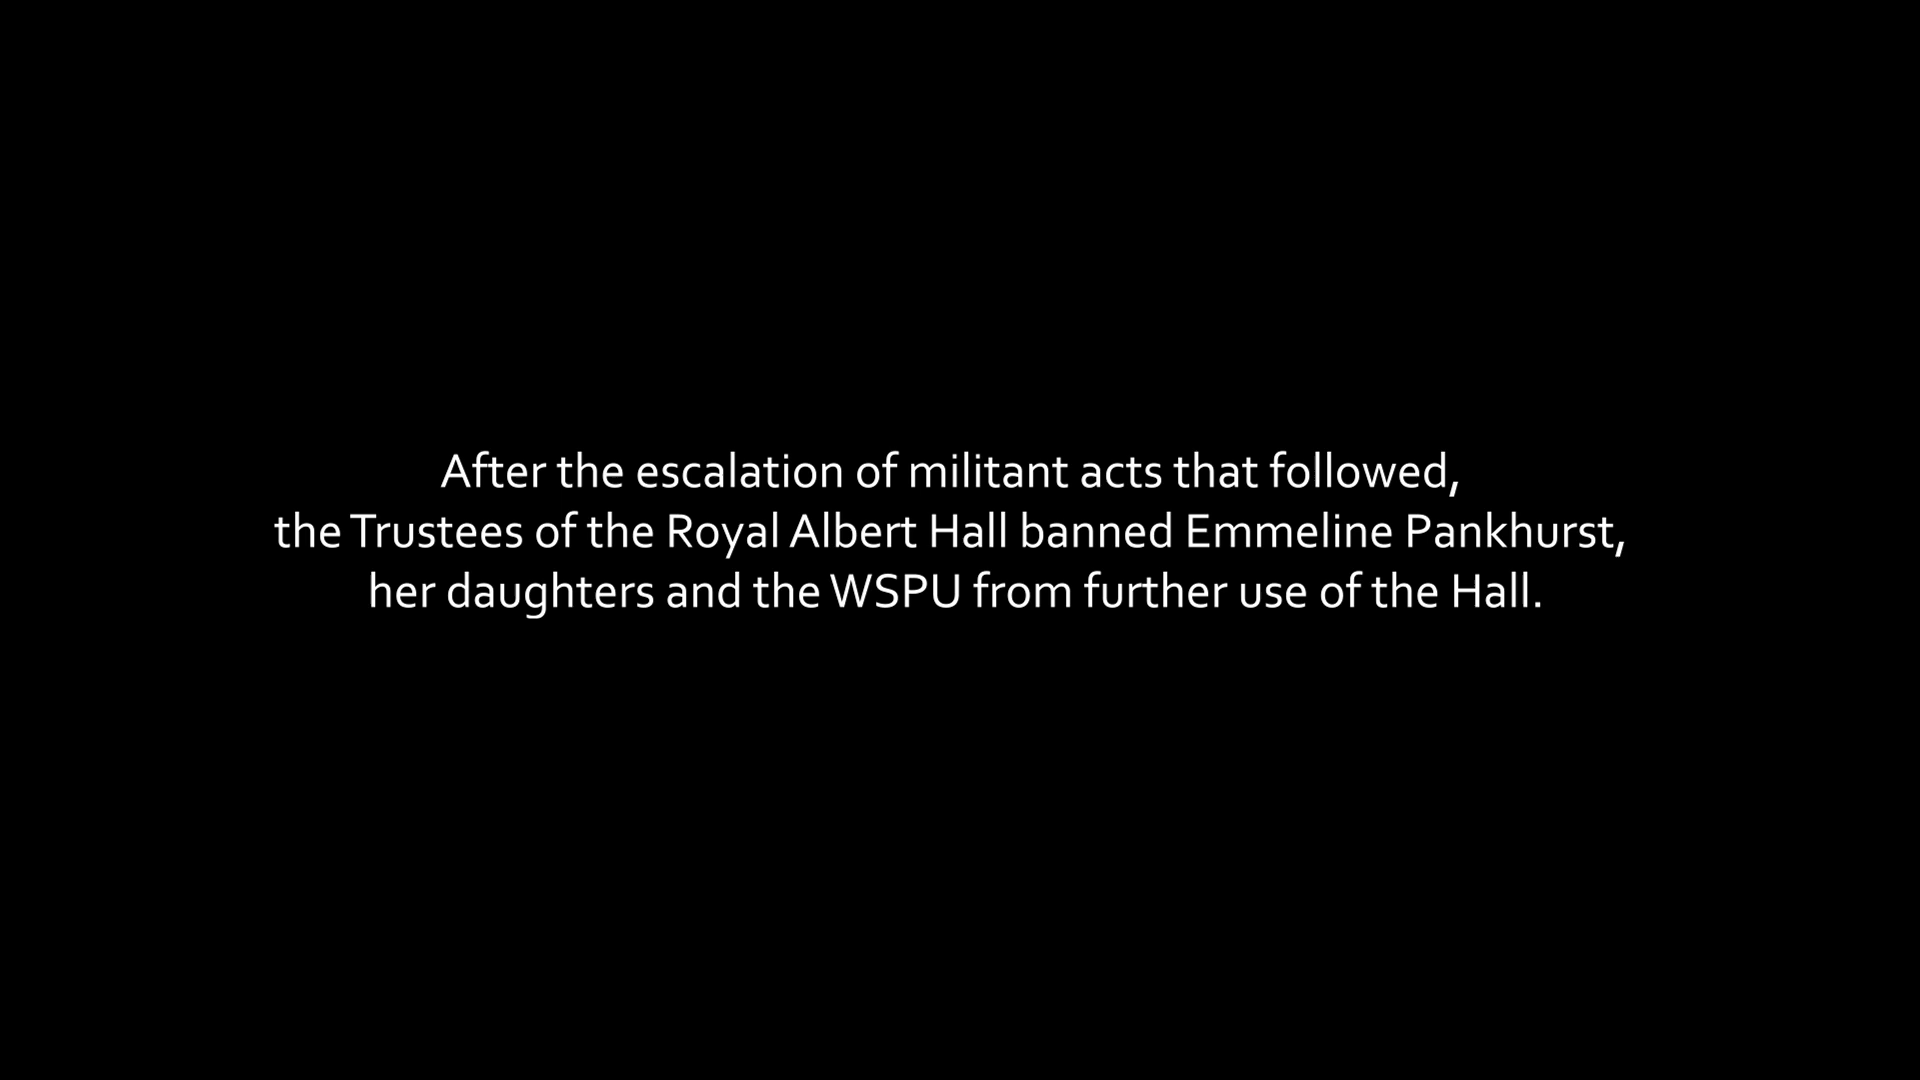 After the escalation of militant acts that followed,
the Trustees of the Royal Albert Hall banned Emmeline Pankhurst,
her daughters and the WSPU from further use of the Hall.